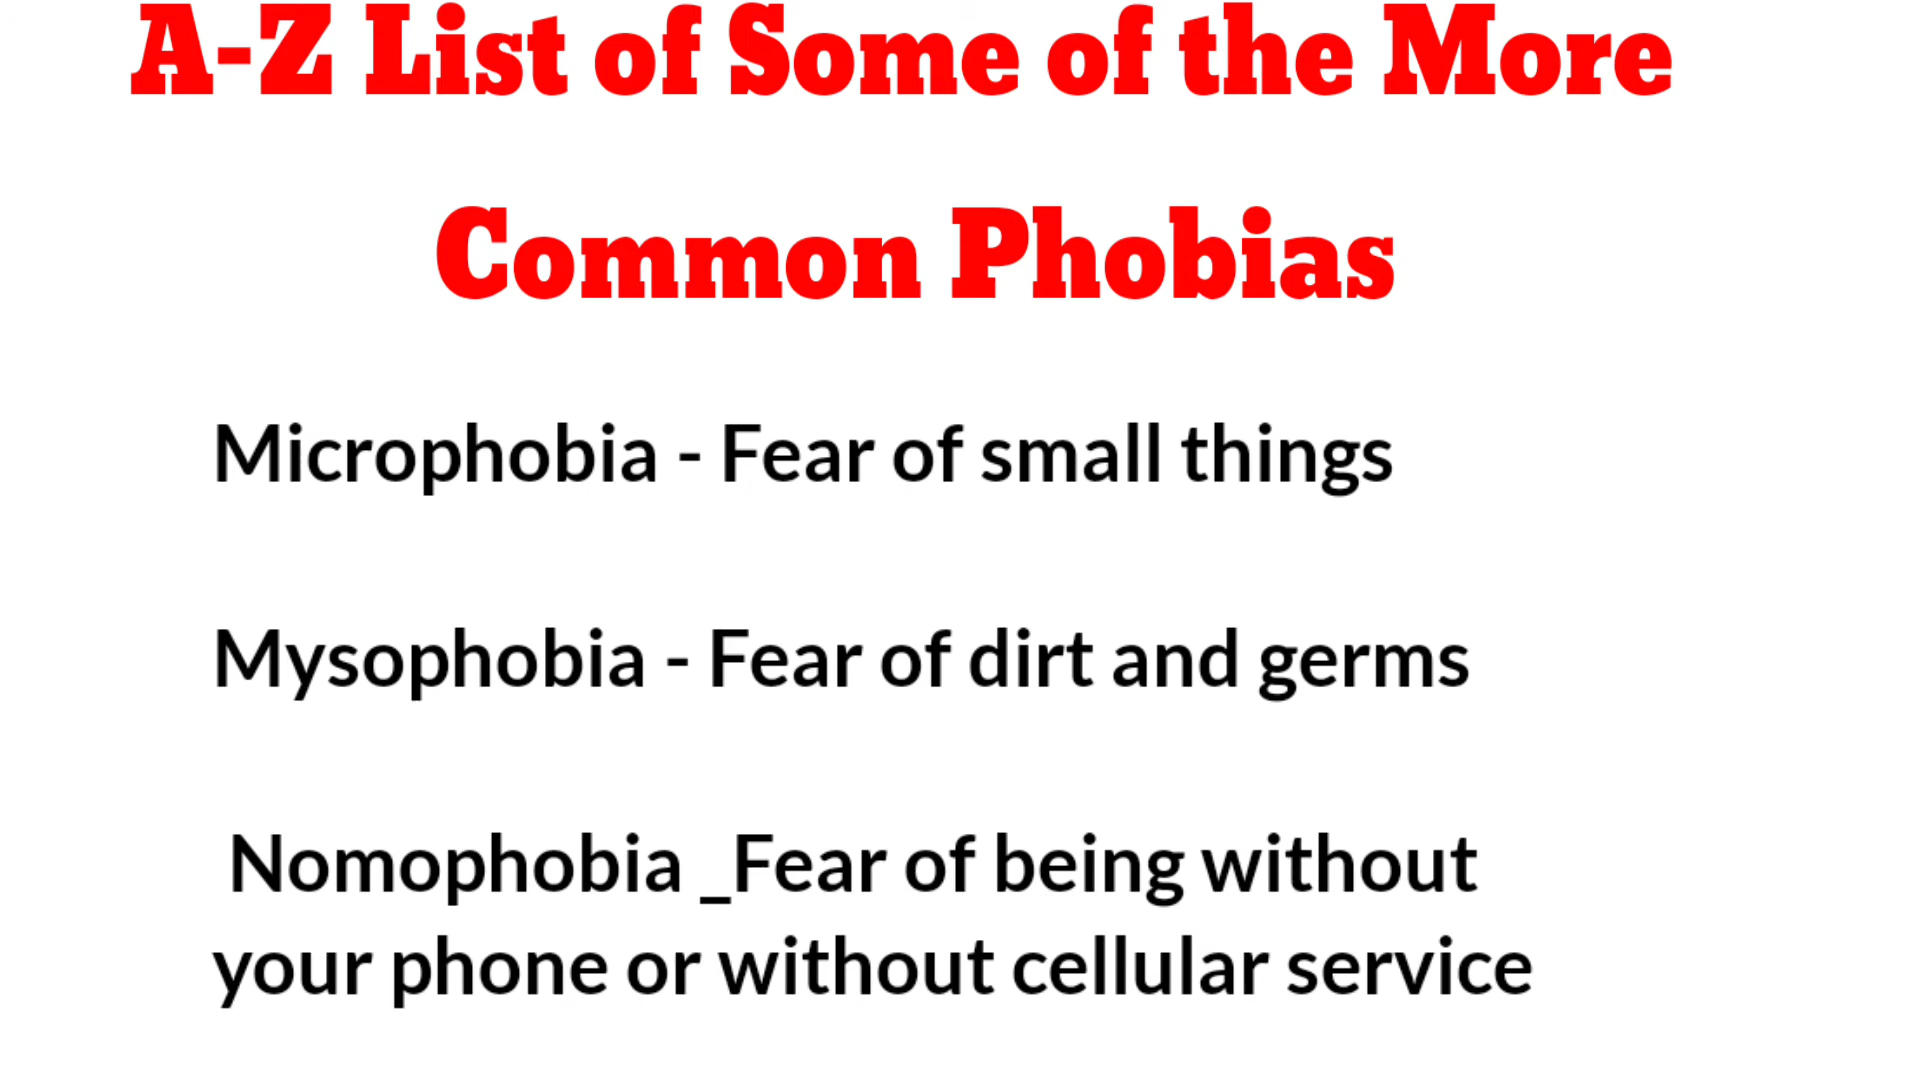 A-Z List of Some of the More
Common Phobias
Microphobia - Fear of small things
Mysophobia - Fear of dirt and germs
Nomophobia _Fear of being without
your phone or without cellular service